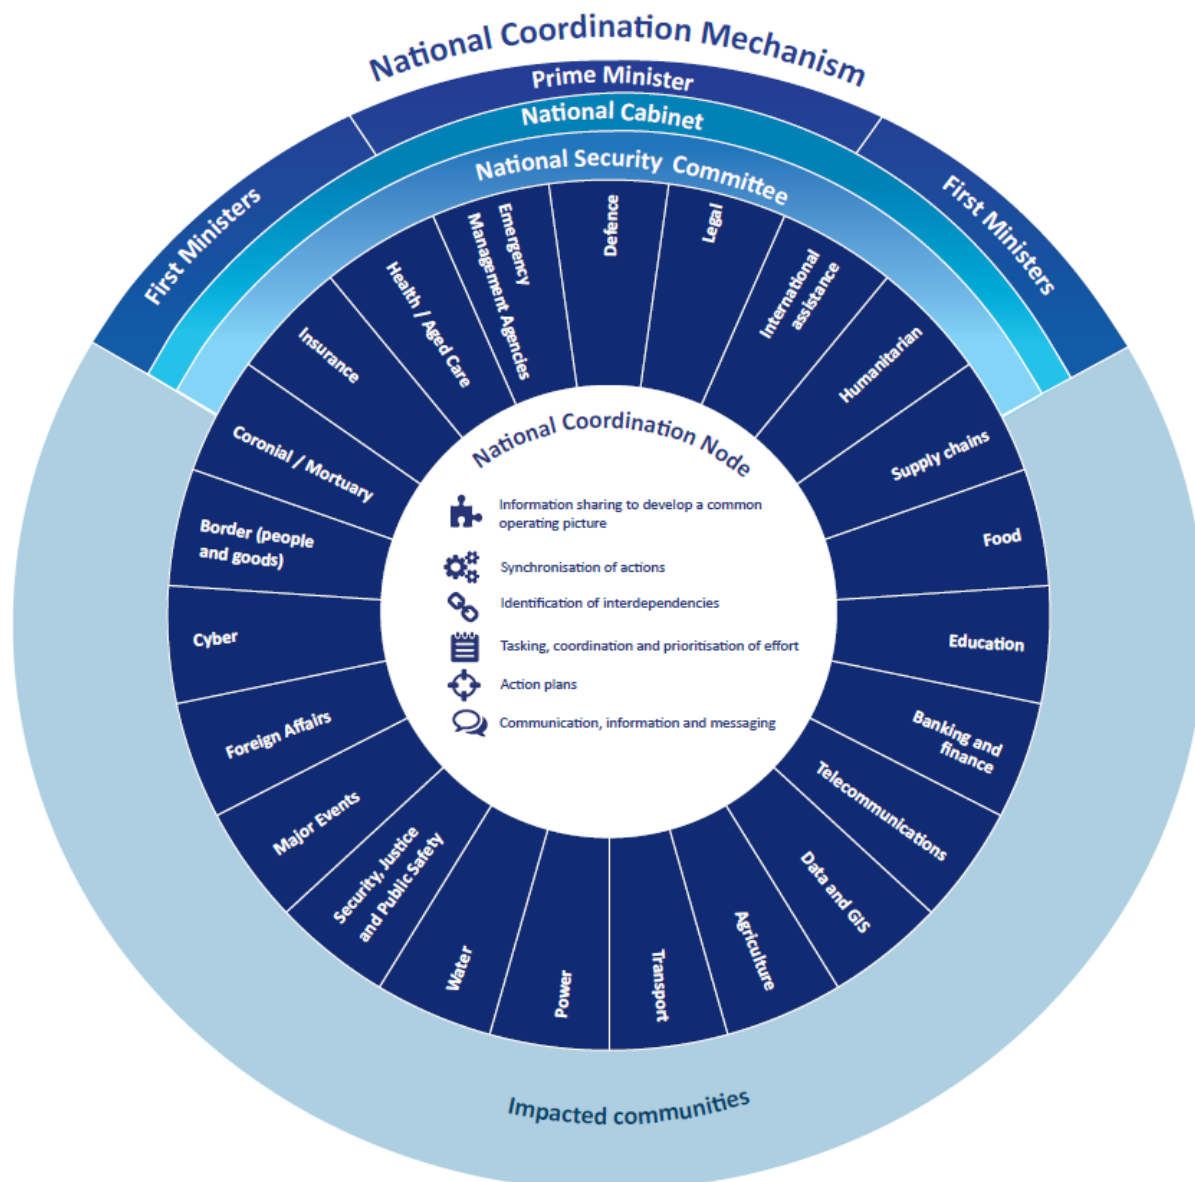 National Coordination Mechanism
Prime Minister
First Ministers
First Ministers
National Cabinet
National Security Committee
Defence
Legal
International
assistance
Humanitarian
Supply chains
Food
Education
Banking and
finance
Telecommunications
Data and GIS
Agriculture
Transport
Power
Water
Security, Justice
and Public Safety
Major Events
Foreign Affairs
Cyber
Border (people
and goods)
Coronial / Mortuary
Insurance
Health / Aged Care
Emergency
Management Agencies
National Coordination Node
Information sharing to develop a common
operating picture
Synchronisation of actions
Identification of interdependencies
Tasking, coordination and prioritisation of effort
Action plans
Communication, information and messaging
Impacted communities